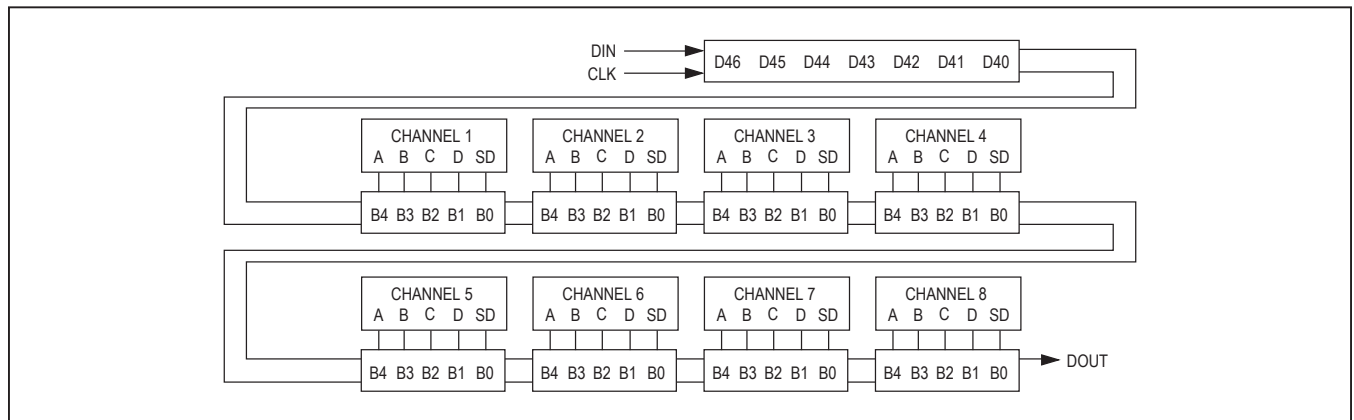 DIN
CLK
D46 D45 D44 D43 D42 D41 D40
CHANNEL 1 CHANNEL 2 CHANNEL 3 CHANNEL 4
A B C D SD A B C D SD A B C D SD A B C D SD
B4 B3 B2 B1 B0 B4 B3 B2 B1 B0 B4 B3 B2 B1 B0 B4 B3 B2 B1 B0
CHANNEL 5 CHANNEL 6 CHANNEL 7 CHANNEL 8
A B C D SD A B C D SD A B C D SD A B C D SD
B4 B3 B2 B1 B0 B4 B3 B2 B1 B0 B4 B3 B2 B1 B0 B4 B3 B2 B1 B0 DOUT